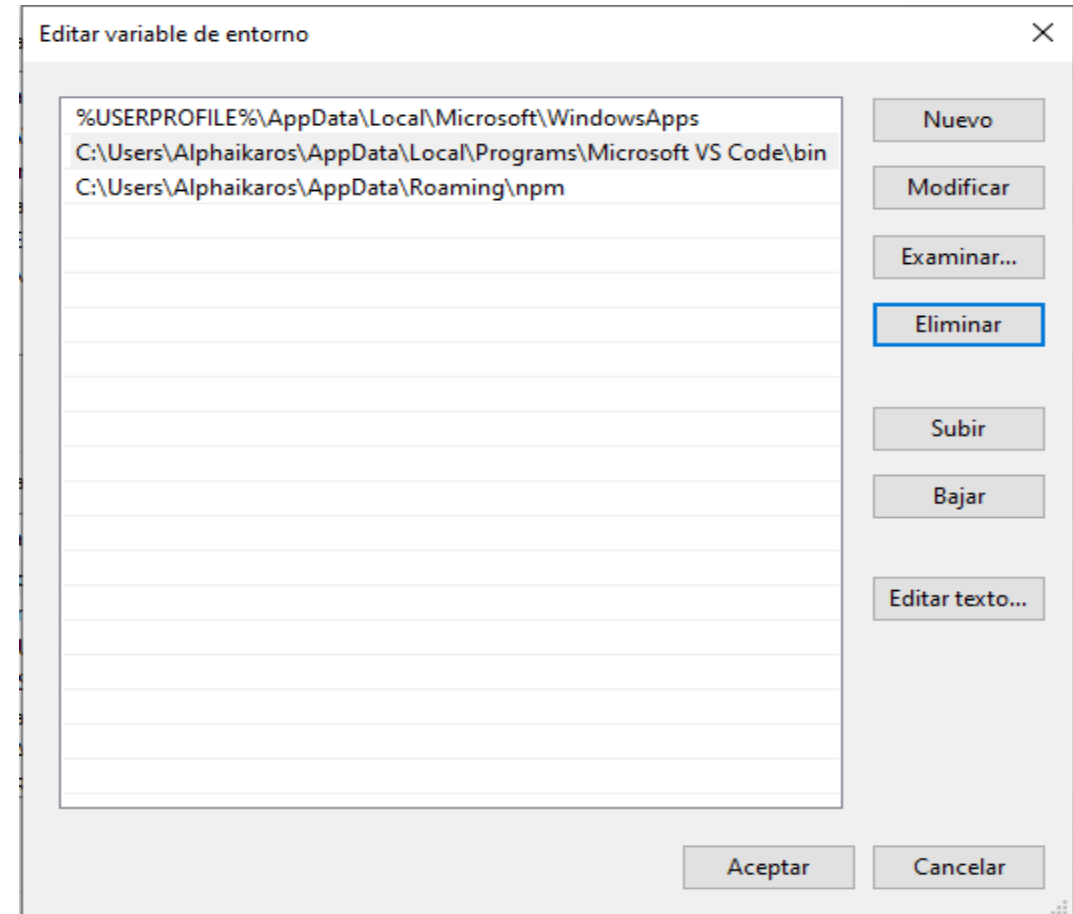 Editar variable de entorno
%USERPROFILE%\AppData\Local\Microsoft\WindowsApps
C:\Users\Alphaikaros\AppData\Local\Programs\Microsoft VS Code\bin
C:\Users\Alphaikaros\AppData\Roaming\npm
Nuevo
Modificar
Examinar...
Eliminar
Subir
Bajar
Editar texto...
Aceptar
Cancelar